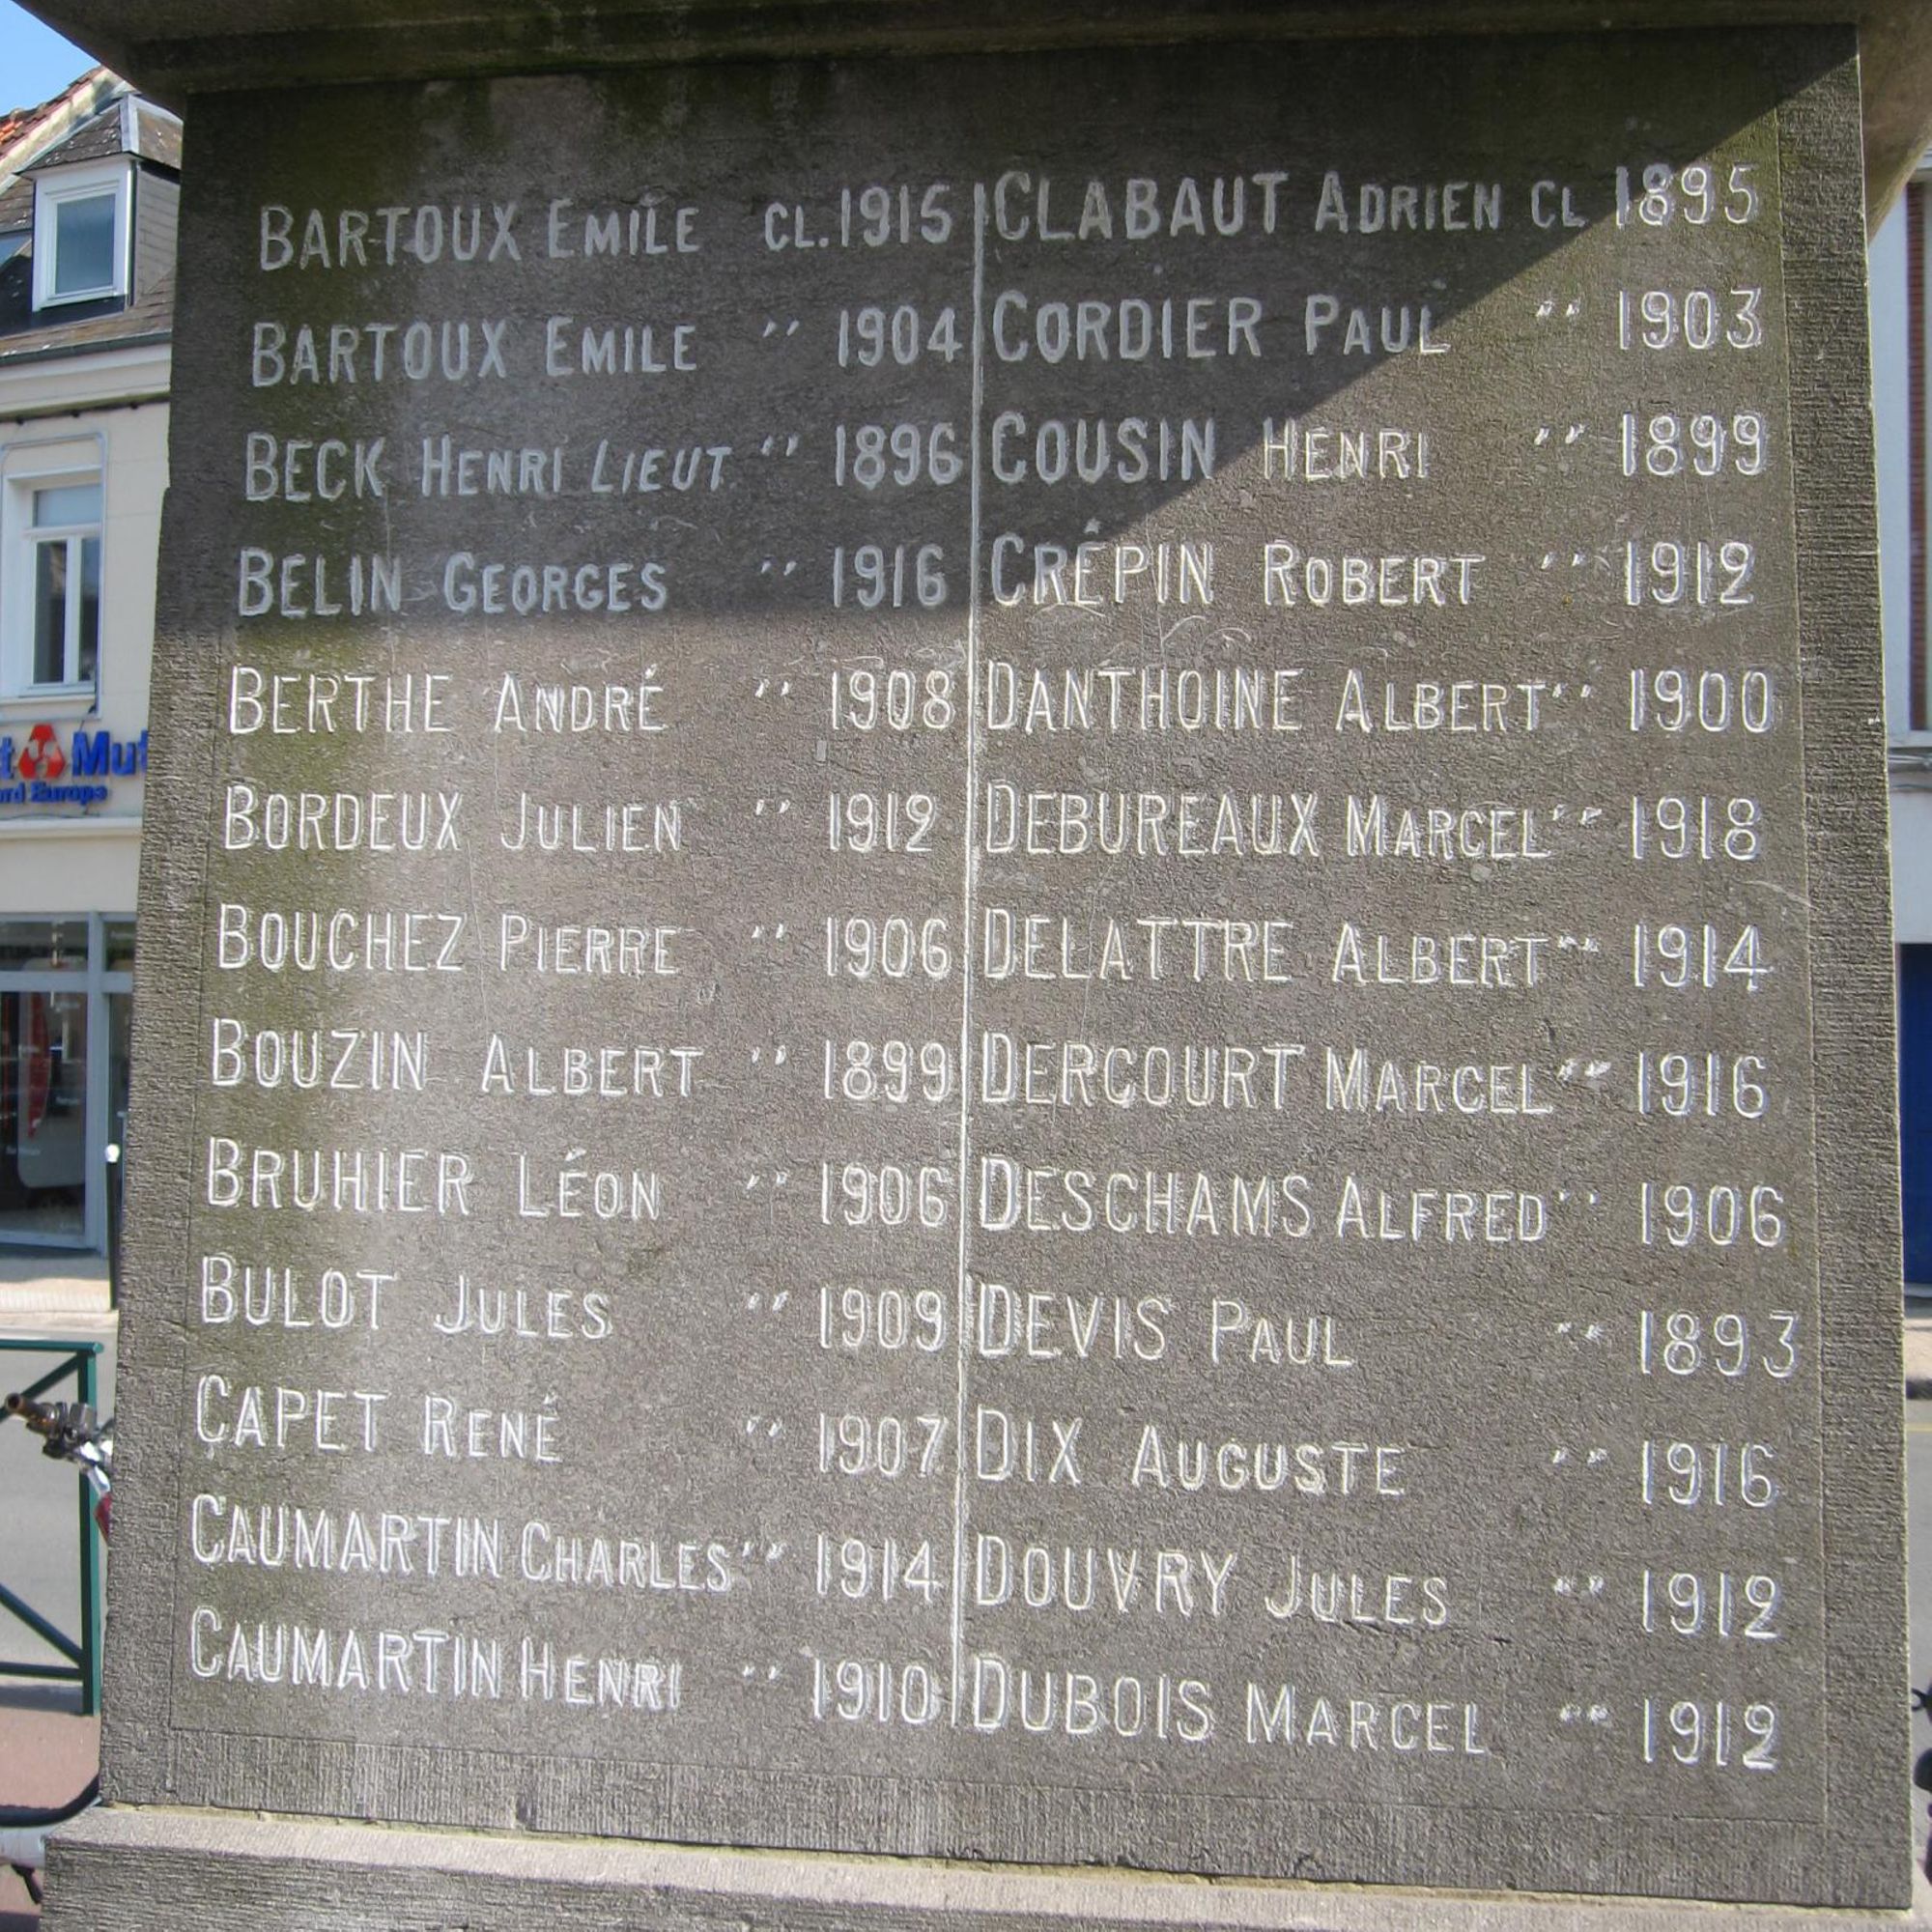 BARTOUX EMILE CL. 1915
BARTOUX EMILE " 1904
BECK HENRI LIEUT. " 1896
BELIN GEORGES " 1916
BERTHE ANDRÉ " 1908
BORDEUX JULIEN " 1912
BOUCHEZ PIERRE " 1906
BOUZIN ALBERT " 1899
BRUHIER LÉON " 1906
BULOT JULES " 1909
CAPET RENÉ " 1907
CAUMARTIN CHARLES " 1914
CAUMARTIN HENRI " 1910
CLABAUT ADRIEN CL 1895
CORDIER PAUL " 1903
COUSIN HENRI " 1899
CRÊPIN ROBERT " 1912
DANTHOINE ALBERT " 1900
DEBUREAUX MARCEL " 1918
DELATTRE ALBERT " 1914
DERCOURT MARCEL " 1916
DESCHAMS ALFRED " 1906
DEVIS PAUL " 1893
DIX AUGUSTE " 1916
DOUVRY JULES " 1912
DUBOIS MARCEL " 1912
t Mut
ord Europe